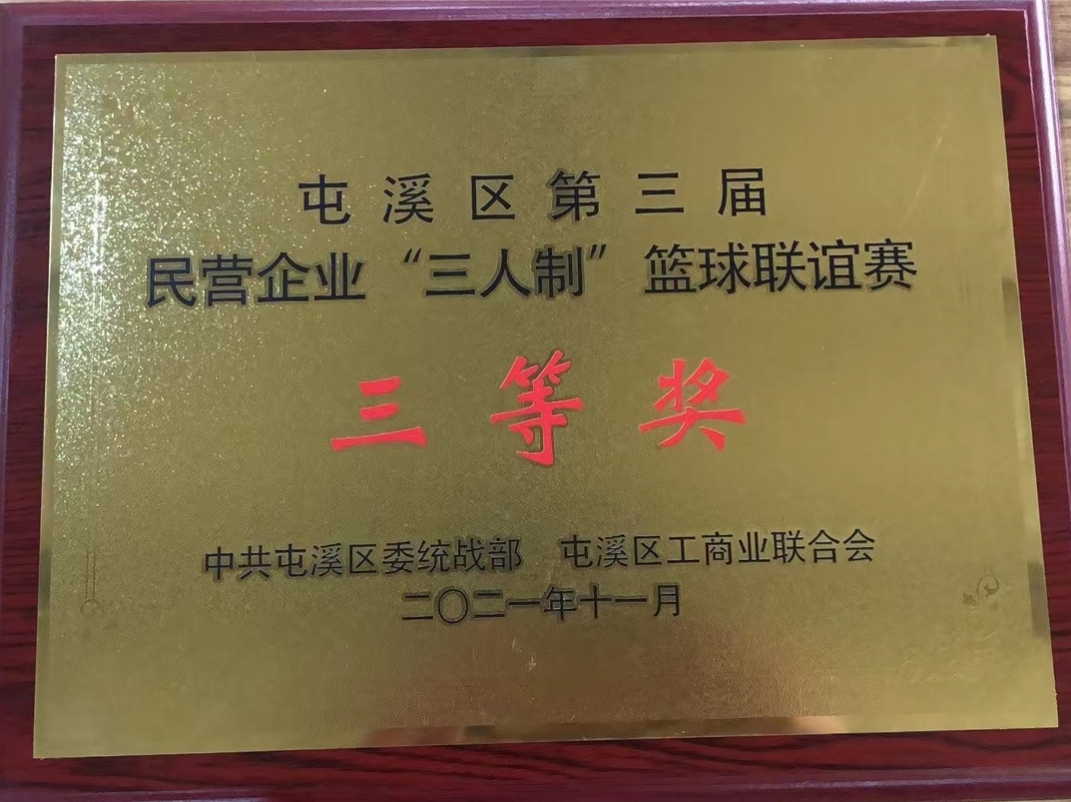 屯溪区第三届
民营企业“三人制”篮球联谊赛
三等奖
中共屯溪区委统战部 屯溪区工商业联合会
二〇二一年十一月